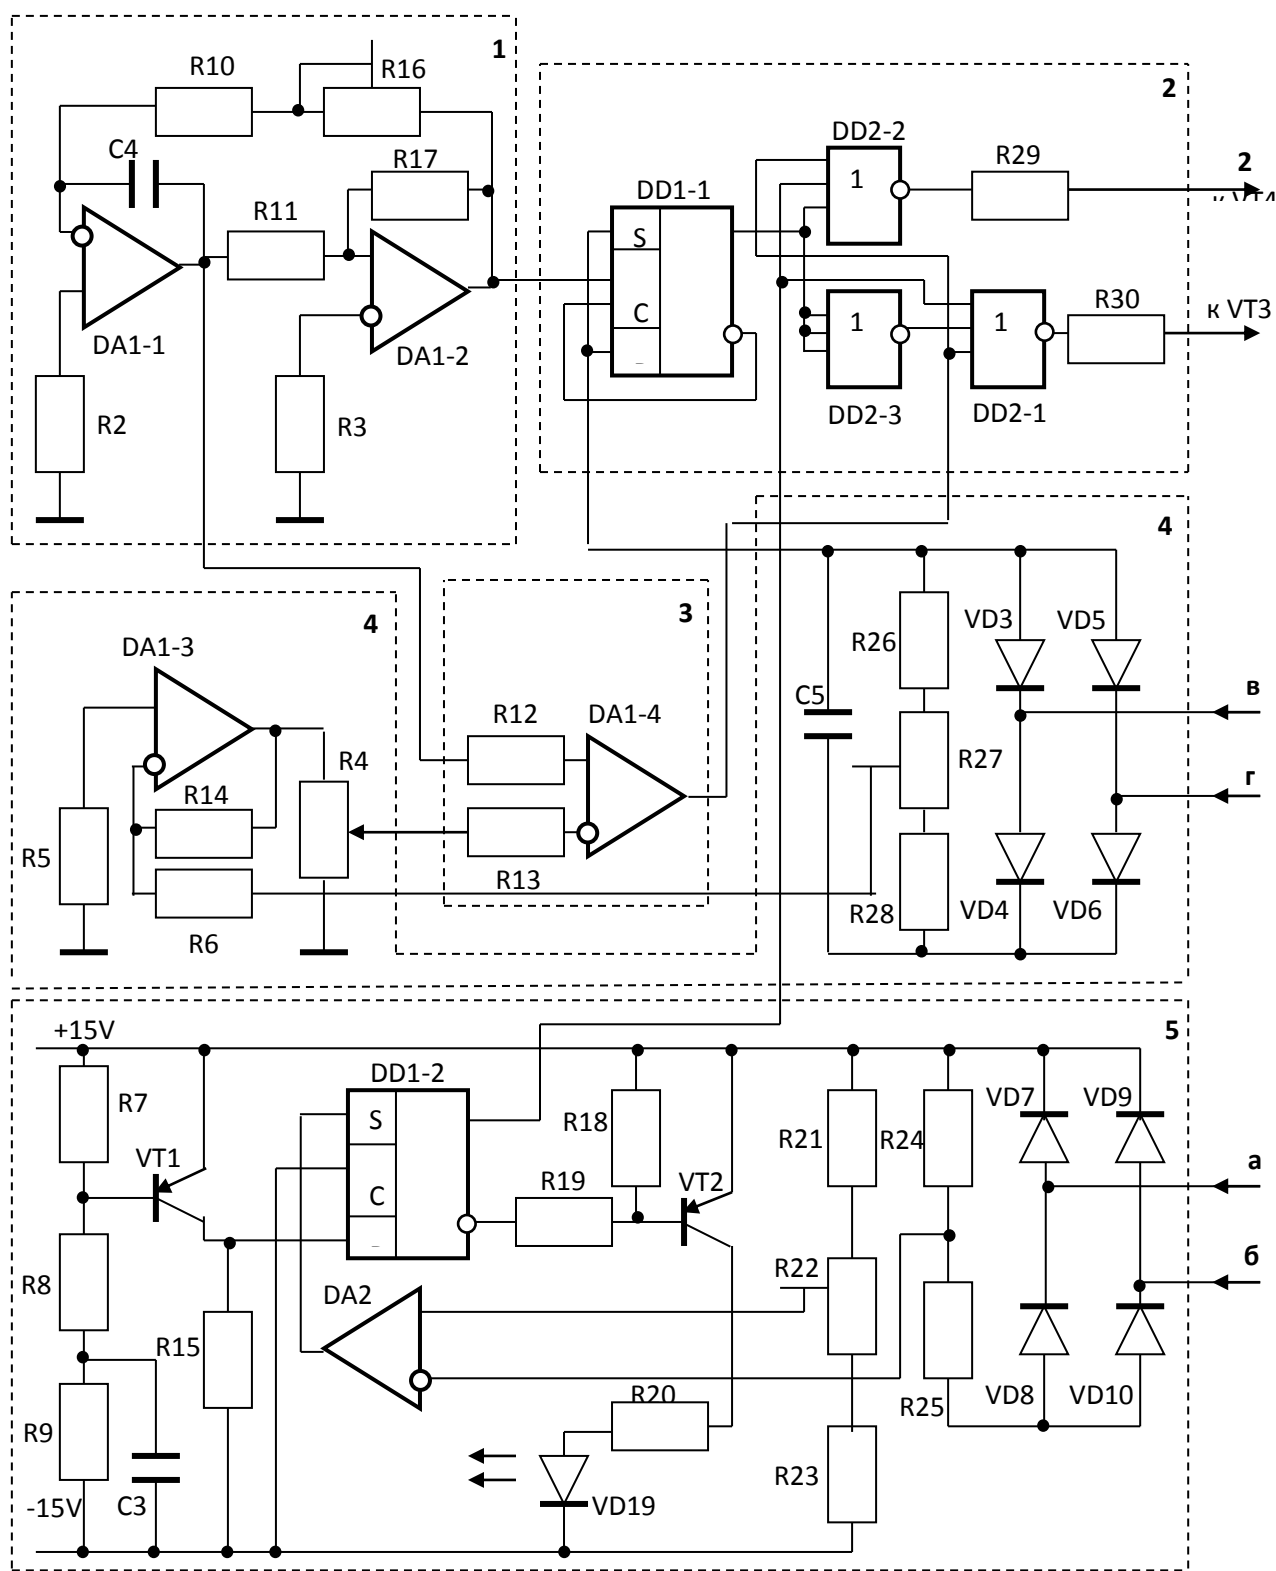 1
R10
R16
C4
R17
R11
DA1-1
DA1-2
R2
R3
2
DD2-2
1
R29
2
к VT4
DD1-1
S
C
1
1
R30
к VT3
DD2-3
DD2-1
4
DA1-3
R14
R4
R5
R6
3
R12
DA1-4
R13
4
VD3
VD5
R26
C5
R27
R28
VD4
VD6
в
г
5
+15V
R7
VT1
DD1-2
S
C
R18
R19
VT2
R21
R24
VD7
VD9
а
R8
R15
DA2
R22
б
R20
R25
VD8
VD10
R9
C3
-15V
VD19
R23